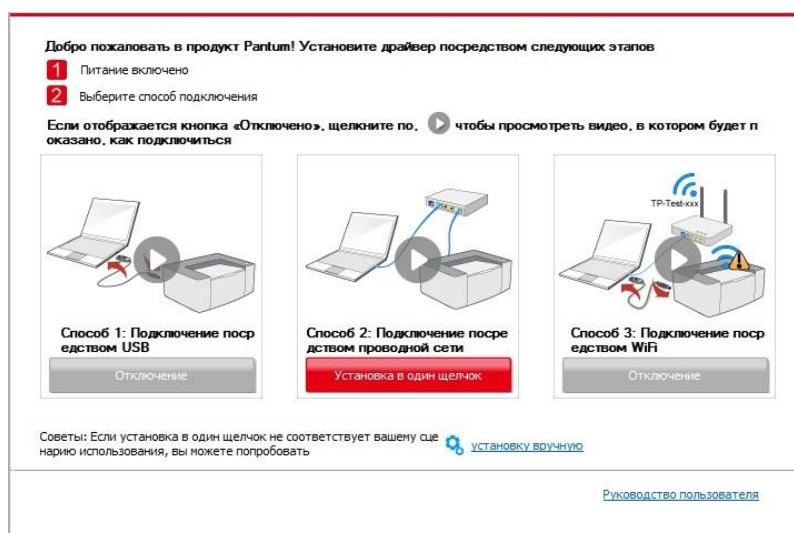 Добро пожаловать в продукт Pantum! Установите драйвер посредством следующих этапов
1 Питание включено
2 Выберите способ подключения
Если отображается кнопка «Отключено», щелкните по, чтобы просмотреть видео, в котором будет п
оказано, как подключиться
TP-Test-xxx
Способ 1: Подключение поср
едством USB
Отключение
Способ 2: Подключение посре
дством проводной сети
Установка в один щелчок
Способ 3: Подключение поср
едством WiFi
Отключение
Советы: Если установка в один щелчок не соответствует вашему сце
нарию использования, вы можете попробовать
установку вручную
Руководство пользователя